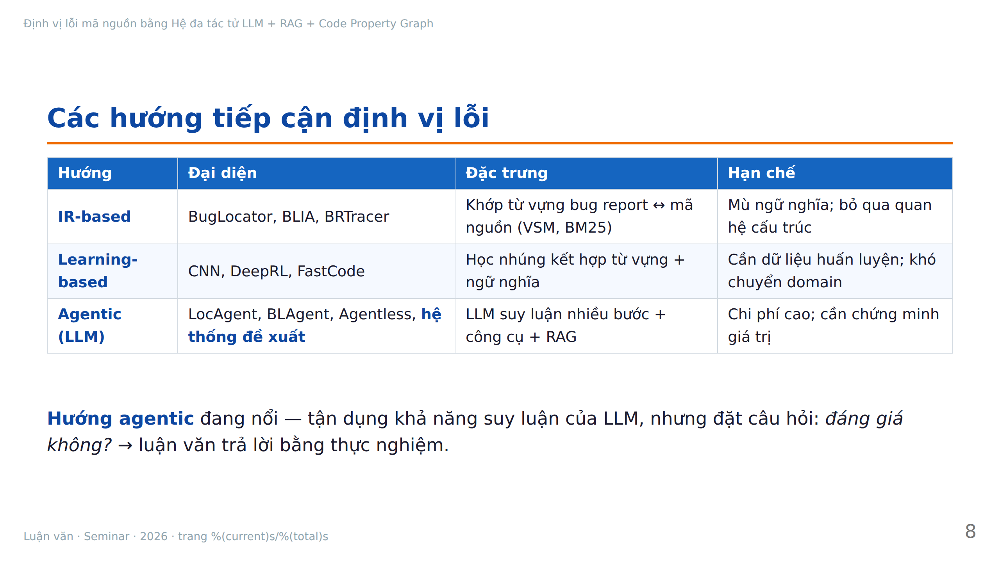 Định vị lỗi mã nguồn bằng Hệ đa tác tử LLM + RAG + Code Property Graph
Các hướng tiếp cận định vị lỗi
Hướng
Đại diện
Đặc trưng
Hạn chế
IR-based
BugLocator, BLIA, BRTracer
Khớp từ vựng bug report ↔ mã
nguồn (VSM, BM25)
Mù ngữ nghĩa; bỏ qua quan
hệ cấu trúc
Learning-
based
CNN, DeepRL, FastCode
Học nhúng kết hợp từ vựng +
ngữ nghĩa
Cần dữ liệu huấn luyện; khó
chuyển domain
Agentic
(LLM)
LocAgent, BLAgent, Agentless, hệ
thống đề xuất
LLM suy luận nhiều bước +
công cụ + RAG
Chi phí cao; cần chứng minh
giá trị
Hướng agentic đang nổi — tận dụng khả năng suy luận của LLM, nhưng đặt câu hỏi: đáng giá
không? → luận văn trả lời bằng thực nghiệm.
Luận văn · Seminar · 2026 · trang %(current)s/%(total)s
8